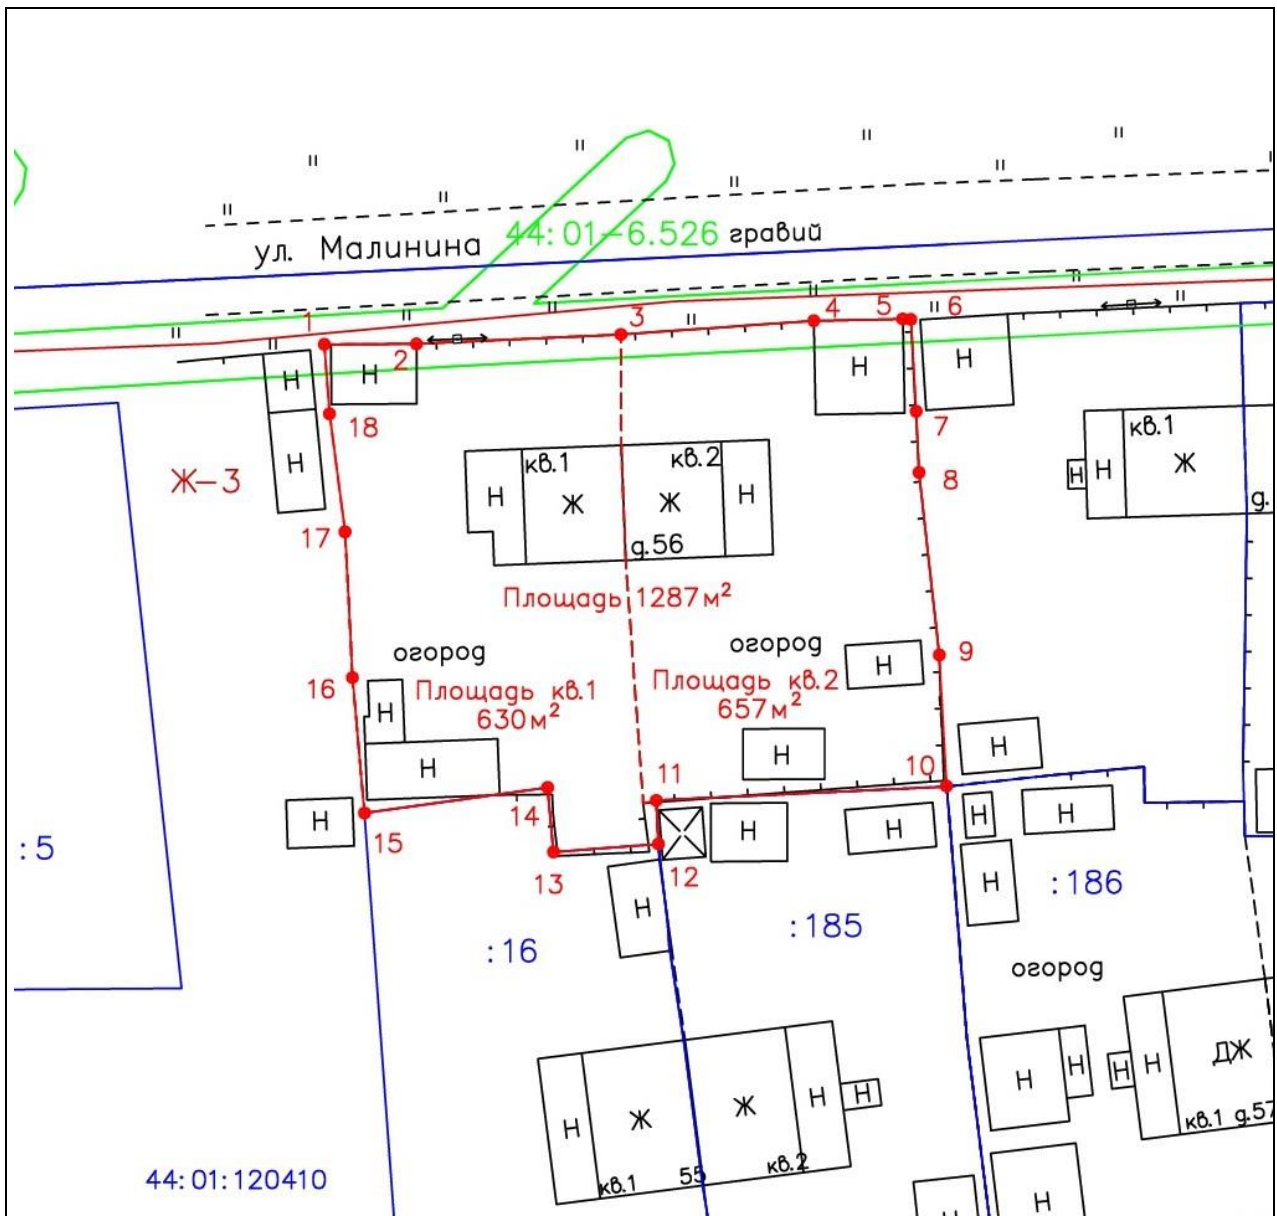 ул. Малинина 44:01-6.526 гравий
1
2
3
4
5
6
Н
Н
Н
Н
7
18
кв.1
Н
Н
Ж
Н
Ж-3
кв.1
кв.2
8
Н
Ж
Ж
Н
д.
17
д.56
Площадь 1287м²
огород
огород
9
Н
16
Площадь кв.1
630м²
Площадь кв.2
657м²
Н
Н
Н
Н
10
11
14
15
Н
Н
Н
Н
Н
:5
13
12
:186
Н
Н
:185
:16
огород
Н
Ж
Ж
Н
Н
Н
Н
Н
Н
ДЖ
кв.1 д.57
кв.1
55
кв.2
44:01:120410
Н
Н